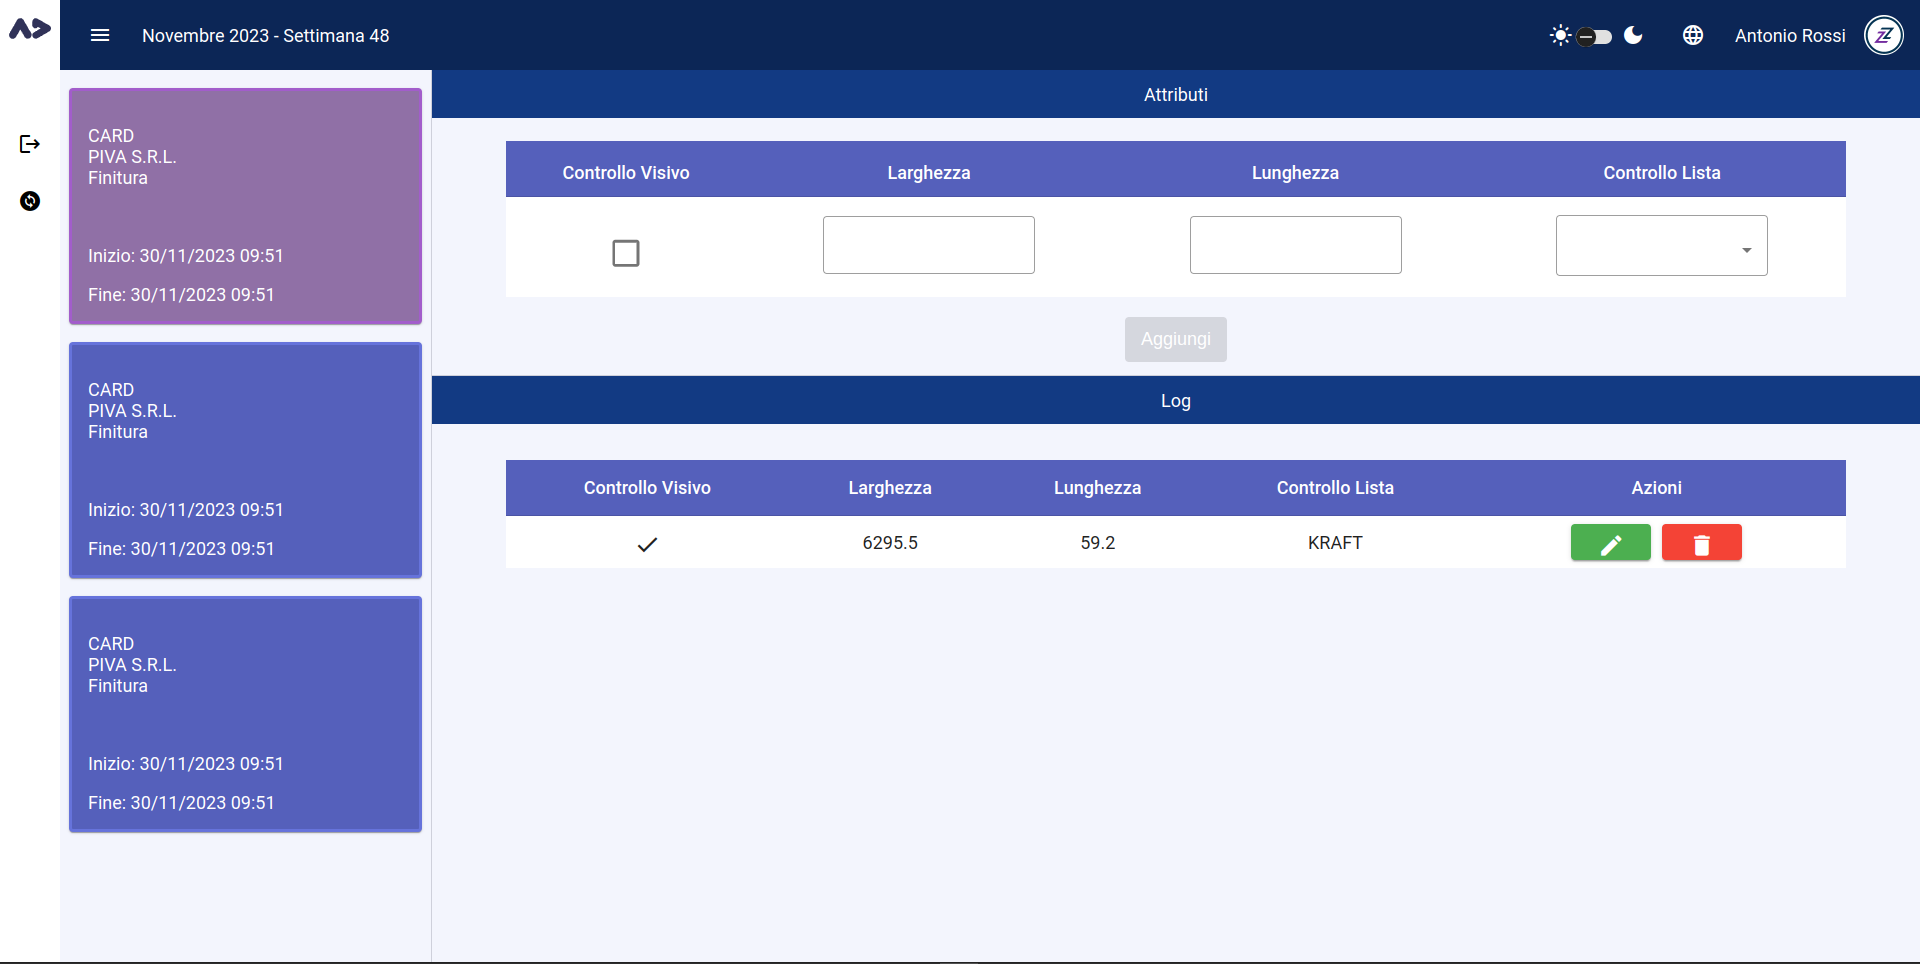 Novembre 2023 - Settimana 48
Antonio Rossi
CARD
PIVA S.R.L.
Finitura
Inizio: 30/11/2023 09:51
Fine: 30/11/2023 09:51
CARD
PIVA S.R.L.
Finitura
Inizio: 30/11/2023 09:51
Fine: 30/11/2023 09:51
CARD
PIVA S.R.L.
Finitura
Inizio: 30/11/2023 09:51
Fine: 30/11/2023 09:51
Attributi
Controllo Visivo Larghezza Lunghezza Controllo Lista
Aggiungi
Log
Controllo Visivo Larghezza Lunghezza Controllo Lista Azioni
6295.5 59.2 KRAFT